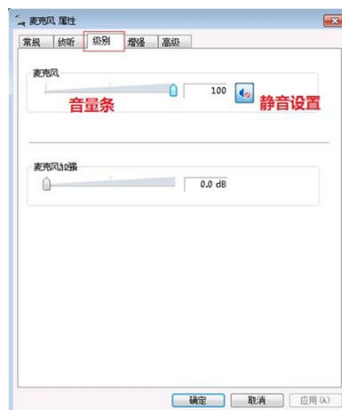 麦克风 属性
常规 侦听 级别 增强 高级
麦克风
100
音量条
静音设置
麦克风加强
0.0 dB
确定 取消 应用(A)